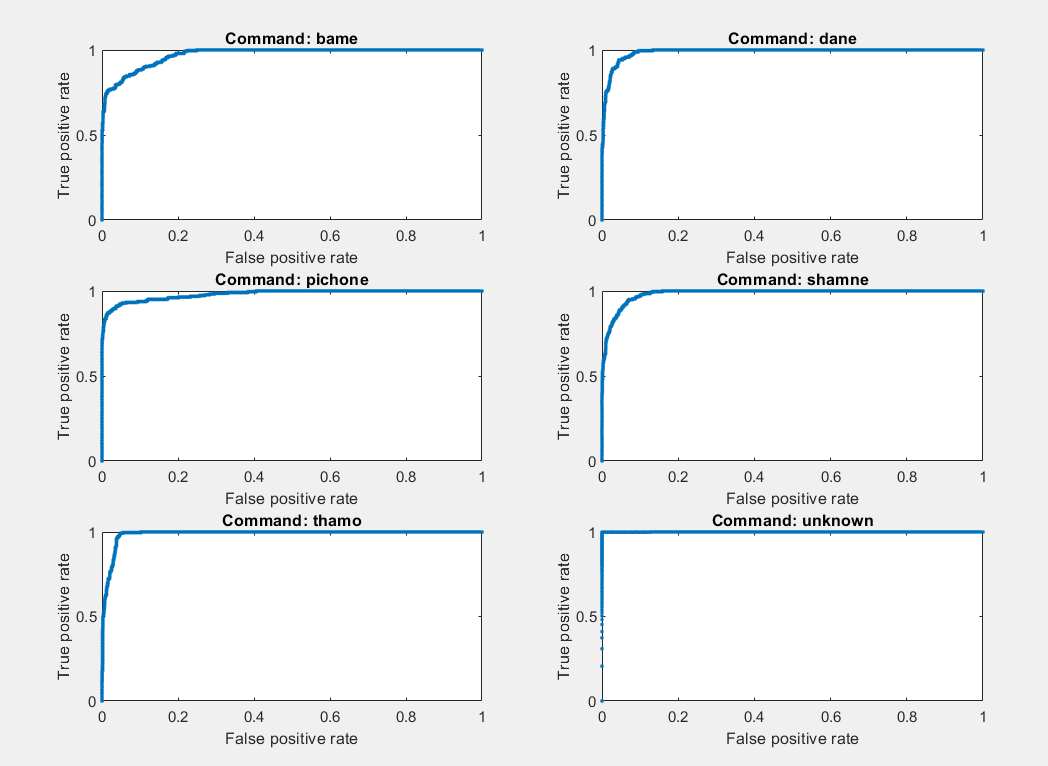 Command: bame
True positive rate
1
0.5
0
0 0.2 0.4 0.6 0.8 1
False positive rate
Command: dane
True positive rate
1
0.5
0
0 0.2 0.4 0.6 0.8 1
False positive rate
Command: pichone
True positive rate
1
0.5
0
0 0.2 0.4 0.6 0.8 1
False positive rate
Command: shamne
True positive rate
1
0.5
0
0 0.2 0.4 0.6 0.8 1
False positive rate
Command: thamo
True positive rate
1
0.5
0
0 0.2 0.4 0.6 0.8 1
False positive rate
Command: unknown
True positive rate
1
0.5
0
0 0.2 0.4 0.6 0.8 1
False positive rate